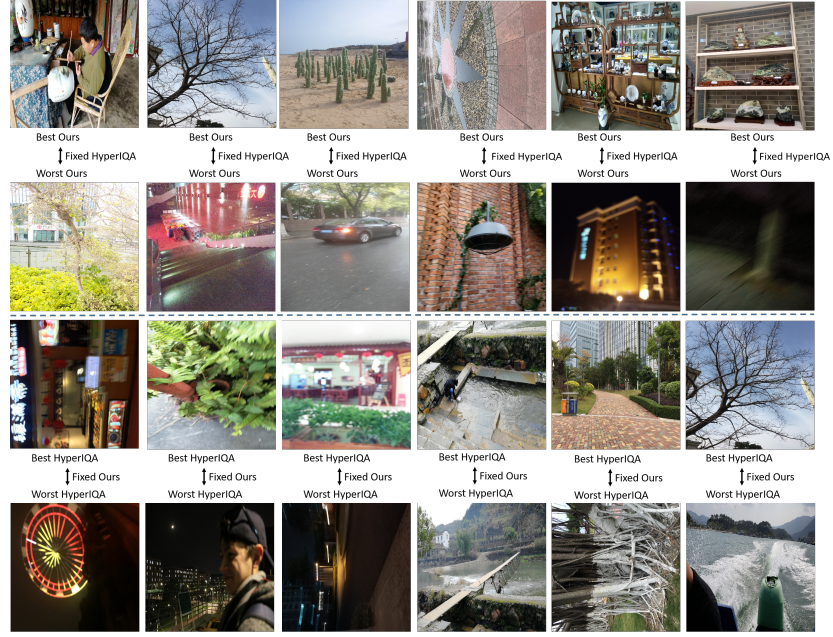 Best Ours Best Ours Best Ours Best Ours Best Ours Best Ours
Fixed HyperIQA Fixed HyperIQA Fixed HyperIQA Fixed HyperIQA Fixed HyperIQA Fixed HyperIQA
Worst Ours Worst Ours Worst Ours Worst Ours Worst Ours Worst Ours
Best HyperIQA Best HyperIQA Best HyperIQA Best HyperIQA Best HyperIQA Best HyperIQA
Fixed Ours Fixed Ours Fixed Ours Fixed Ours Fixed Ours Fixed Ours
Worst HyperIQA Worst HyperIQA Worst HyperIQA Worst HyperIQA Worst HyperIQA Worst HyperIQA